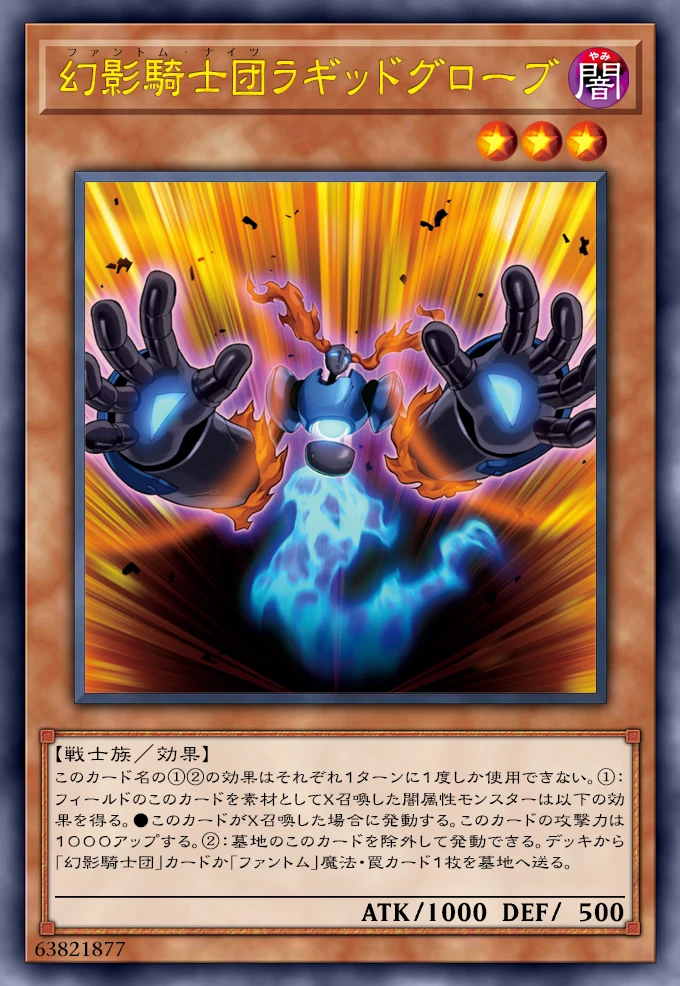 ファントム・ナイツ
幻影騎士団ラギッドグローブ
やみ
闇
【戦士族／効果】
このカード名の①②の効果はそれぞれ１ターンに１度しか使用できない。①：
フィールドのこのカードを素材としてX召喚した闇属性モンスターは以下の効
果を得る。●このカードがX召喚した場合に発動する。このカードの攻撃力は
１０００アップする。②：墓地のこのカードを除外して発動できる。デッキから
「幻影騎士団」カードか「ファントム」魔法・罠カード１枚を墓地へ送る。
ATK/1000 DEF/ 500
63821877